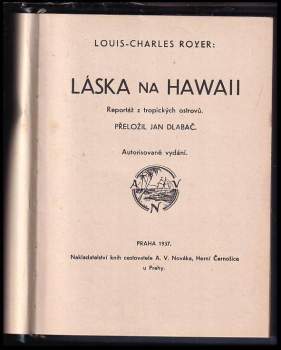 LOUIS-CHARLES ROYER:
LÁSKA NA HAWAII
Reportáž z tropických ostrovů.
PŘELOŽIL JAN DLABAČ.
Autorisované vydání.
A V
N
PRAHA 1937.
Nakladatelství knih cestovatele A. V. Nováka, Horní Černošice
u Prahy.